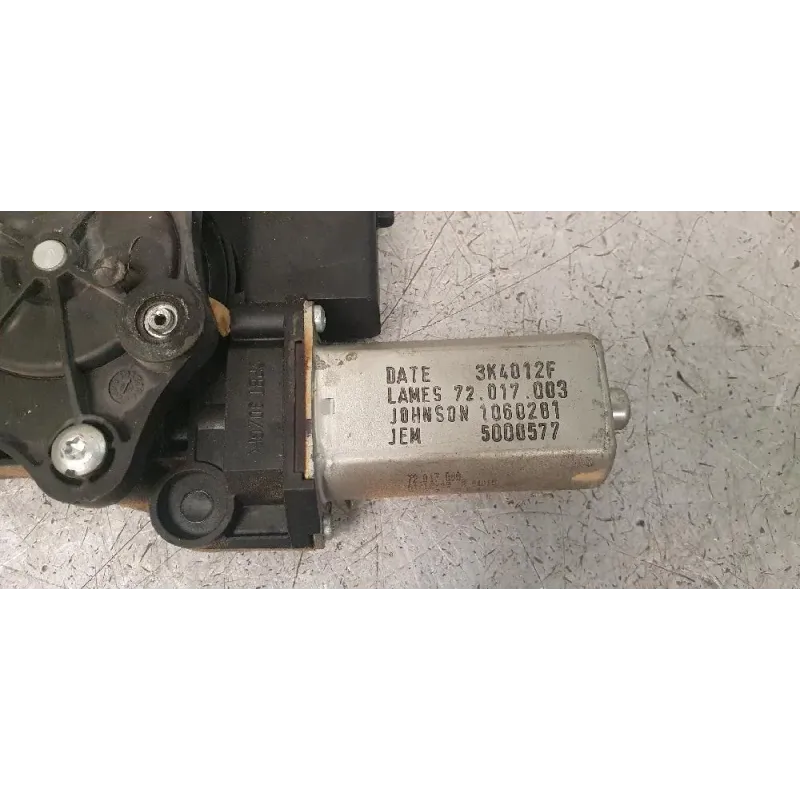 DATE 3K4012F
LAMES 72.017 003
JOHNSON 1060201
JEM 5000577